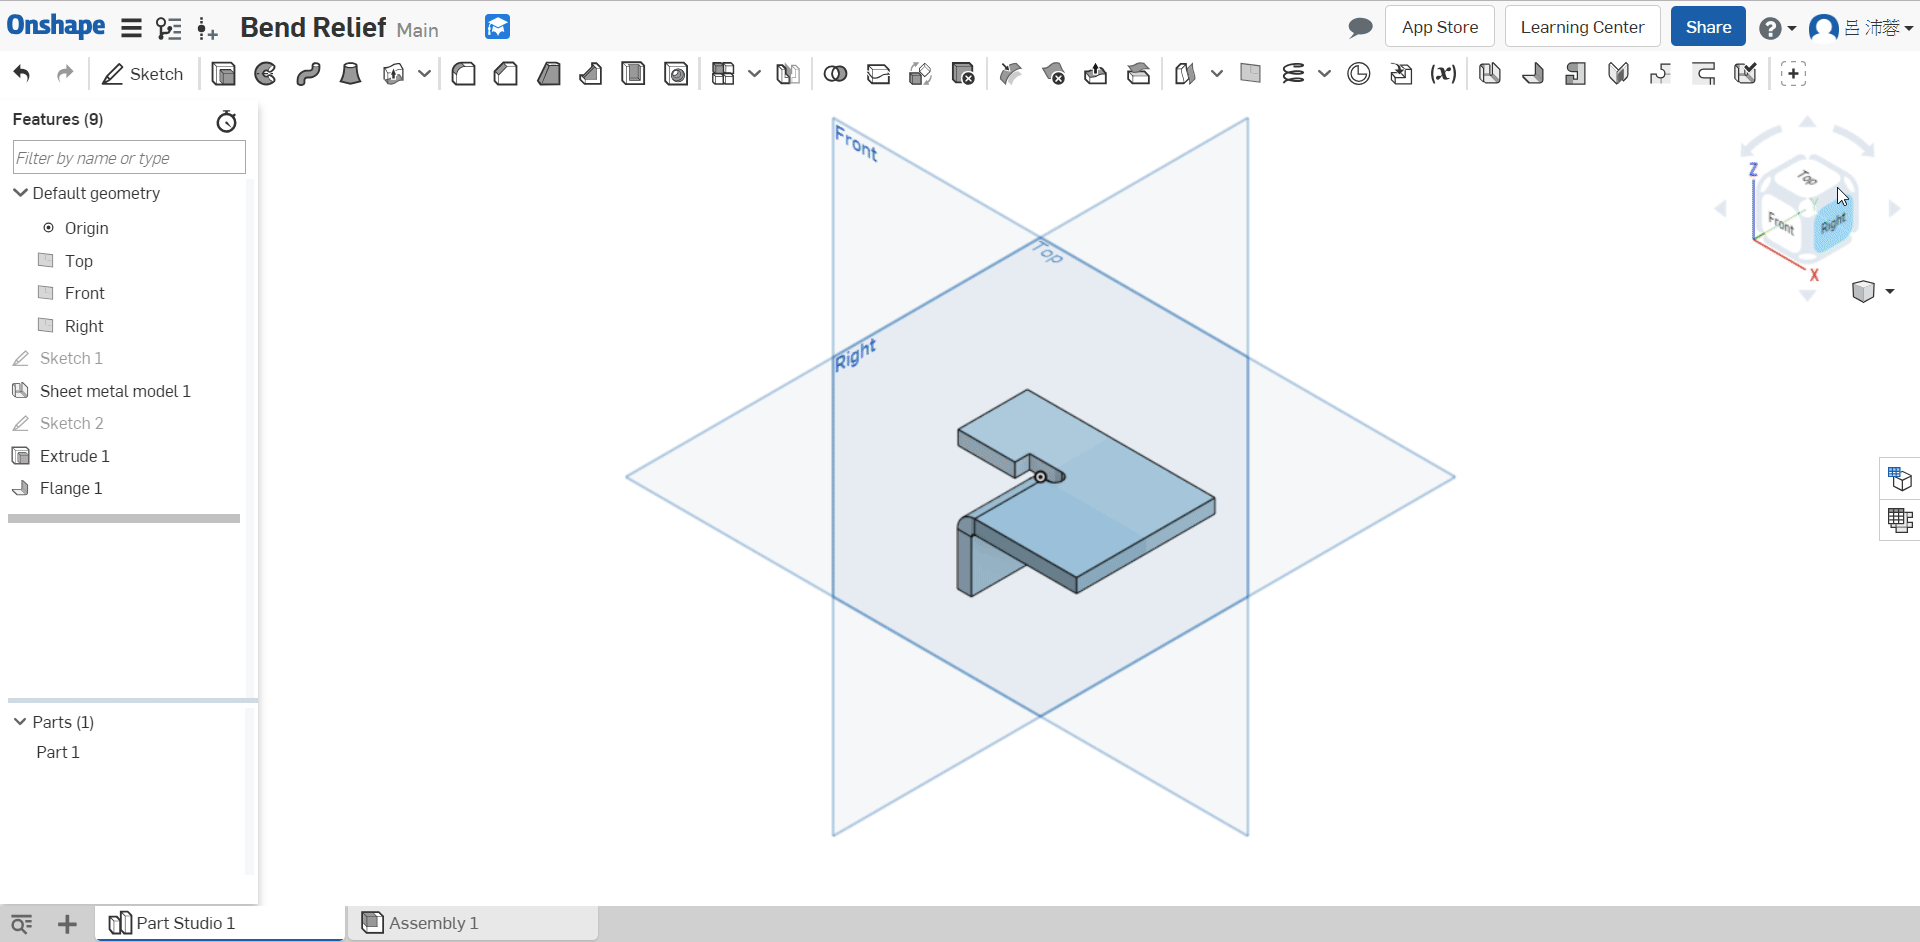 Onshape
Bend Relief Main
App Store
Learning Center
Share
呂 沛蓉
Sketch
(x)
Features (9)
Filter by name or type
Default geometry
Origin
Top
Front
Right
Sketch 1
Sheet metal model 1
Sketch 2
Extrude 1
Flange 1
Parts (1)
Part 1
Front
Top
Right
Z
Top
Y
Front
Right
X
Part Studio 1
Assembly 1